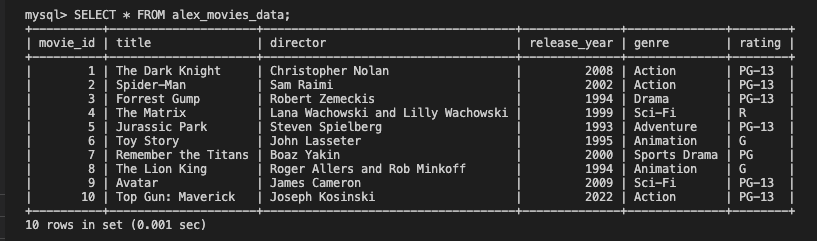 mysql> SELECT * FROM alex_movies_data;
+----------+---------------------+----------------------------------+--------------+--------------+--------+
| movie_id | title               | director                         | release_year | genre        | rating |
+----------+---------------------+----------------------------------+--------------+--------------+--------+
|        1 | The Dark Knight     | Christopher Nolan                |         2008 | Action       | PG-13  |
|        2 | Spider-Man          | Sam Raimi                        |         2002 | Action       | PG-13  |
|        3 | Forrest Gump        | Robert Zemeckis                  |         1994 | Drama        | PG-13  |
|        4 | The Matrix          | Lana Wachowski and Lilly Wachowski |         1999 | Sci-Fi       | R      |
|        5 | Jurassic Park       | Steven Spielberg                 |         1993 | Adventure    | PG-13  |
|        6 | Toy Story           | John Lasseter                    |         1995 | Animation    | G      |
|        7 | Remember the Titans | Boaz Yakin                       |         2000 | Sports Drama | PG     |
|        8 | The Lion King       | Roger Allers and Rob Minkoff     |         1994 | Animation    | G      |
|        9 | Avatar              | James Cameron                    |         2009 | Sci-Fi       | PG-13  |
|       10 | Top Gun: Maverick   | Joseph Kosinski                  |         2022 | Action       | PG-13  |
+----------+---------------------+----------------------------------+--------------+--------------+--------+
10 rows in set (0.001 sec)